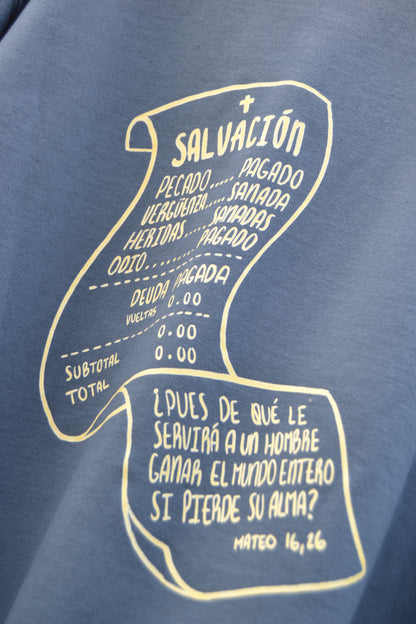 SALVACIÓN
PECADO..... PAGADO
VERGÜENZA.... SANADA
HERIDAS.... SANADAS
ODIO........ PAGADO
DEUDA PAGADA
VUELTAS 0.00
SUBTOTAL 0.00
TOTAL 0.00
¿PUES DE QUÉ LE
SERVIRÁ A UN HOMBRE
GANAR EL MUNDO ENTERO
SI PIERDE SU ALMA?
MATEO 16,26